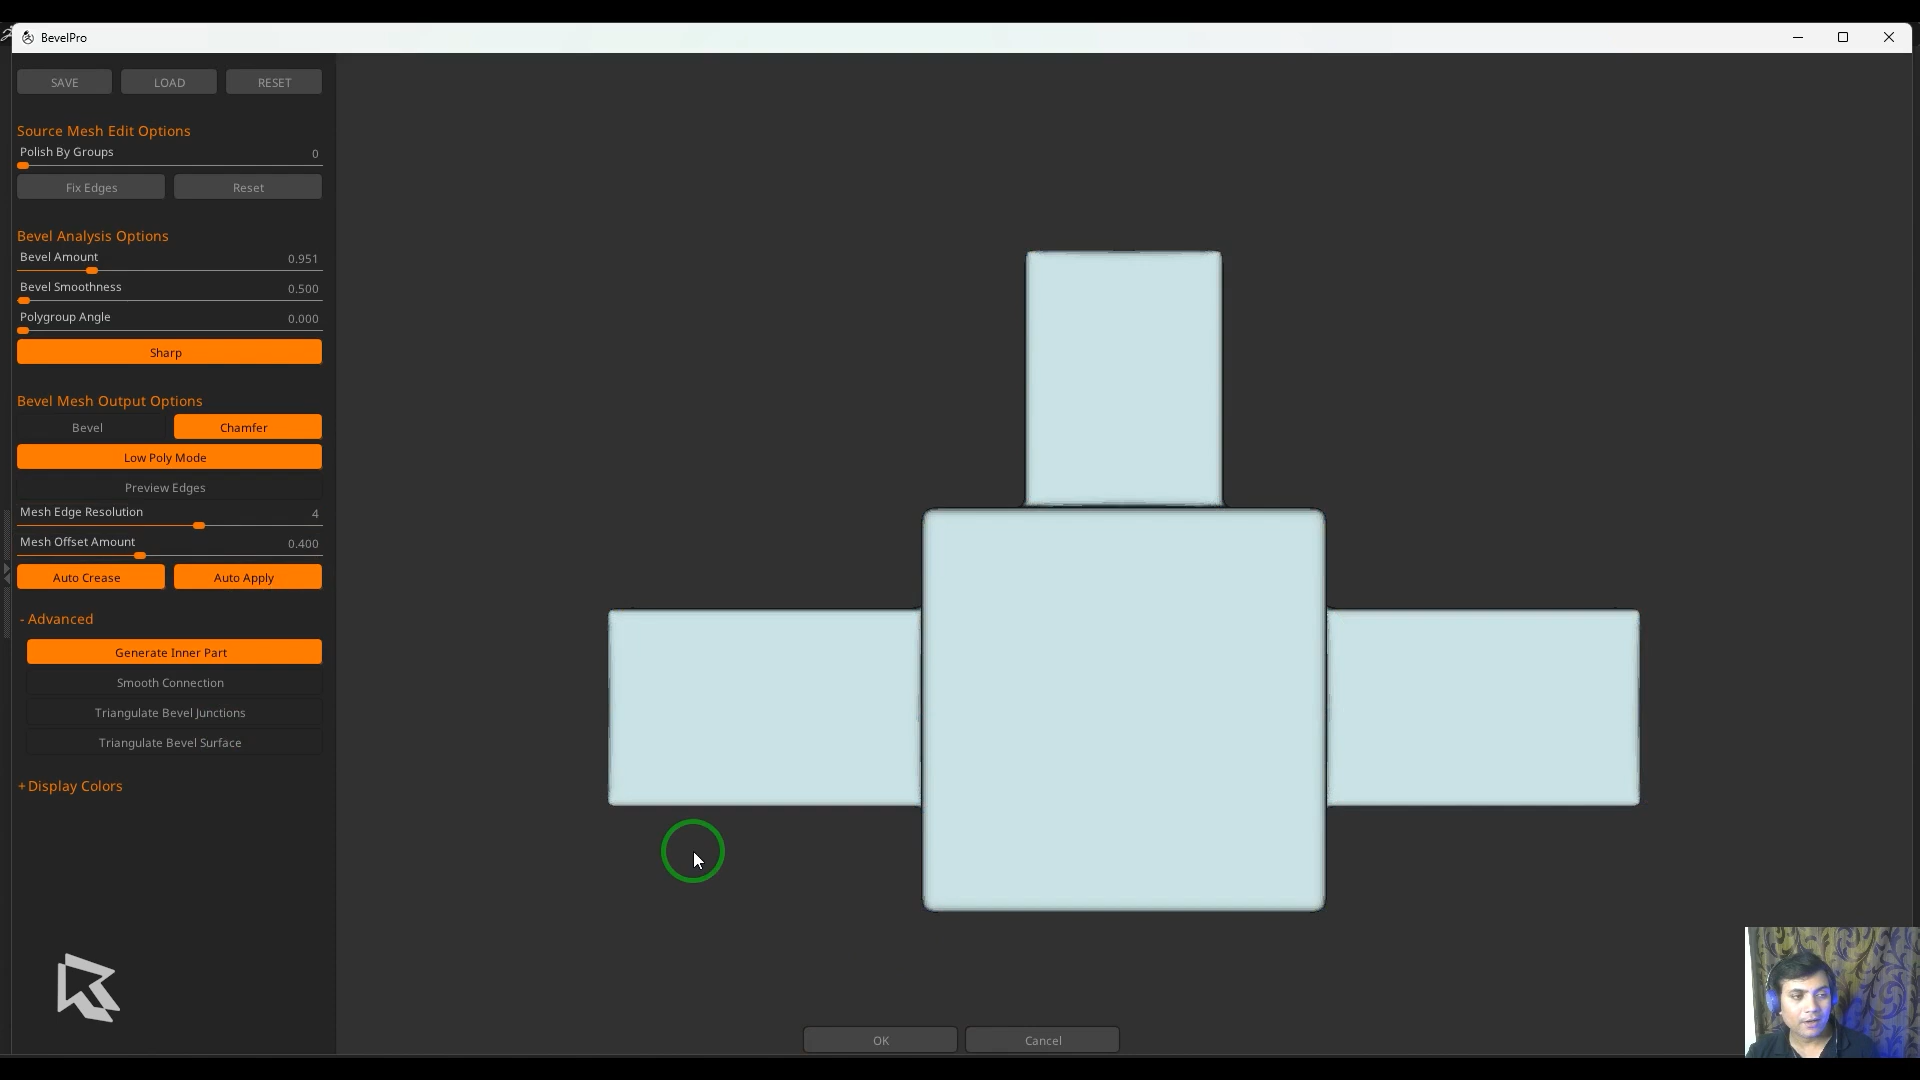 BevelPro
SAVE LOAD RESET
Source Mesh Edit Options
Polish By Groups 0
Fix Edges Reset
Bevel Analysis Options
Bevel Amount 0.951
Bevel Smoothness 0.500
Polygroup Angle 0.000
Sharp
Bevel Mesh Output Options
Bevel Chamfer
Low Poly Mode
Preview Edges
Mesh Edge Resolution 4
Mesh Offset Amount 0.400
Auto Crease Auto Apply
- Advanced
Generate Inner Part
Smooth Connection
Triangulate Bevel Junctions
Triangulate Bevel Surface
+ Display Colors
OK Cancel